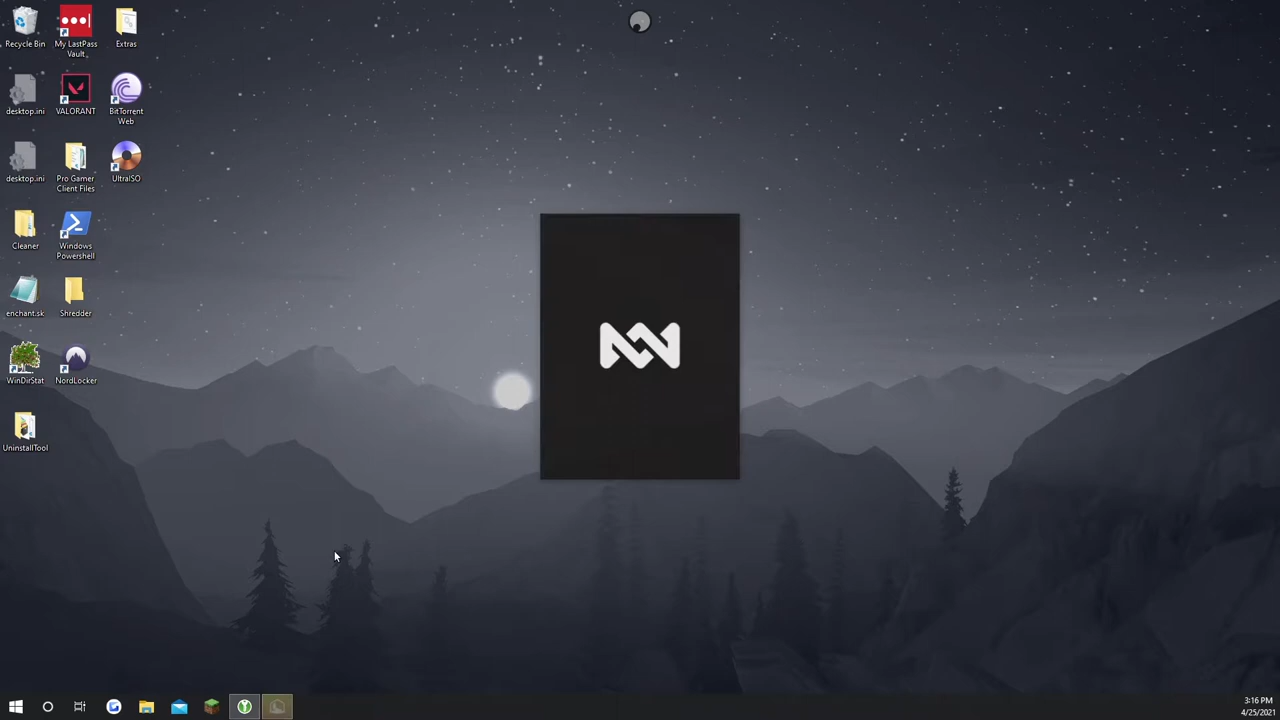 Recycle Bin
My LastPass
Vault
Extras
desktop.ini
VALORANT
BitTorrent
Web
desktop.ini
Pro Gamer
Client Files
UltraISO
Cleaner
Windows
Powershell
enchant.sk
Shredder
WinDirStat
NordLocker
UninstallTool
3:16 PM
4/25/2021